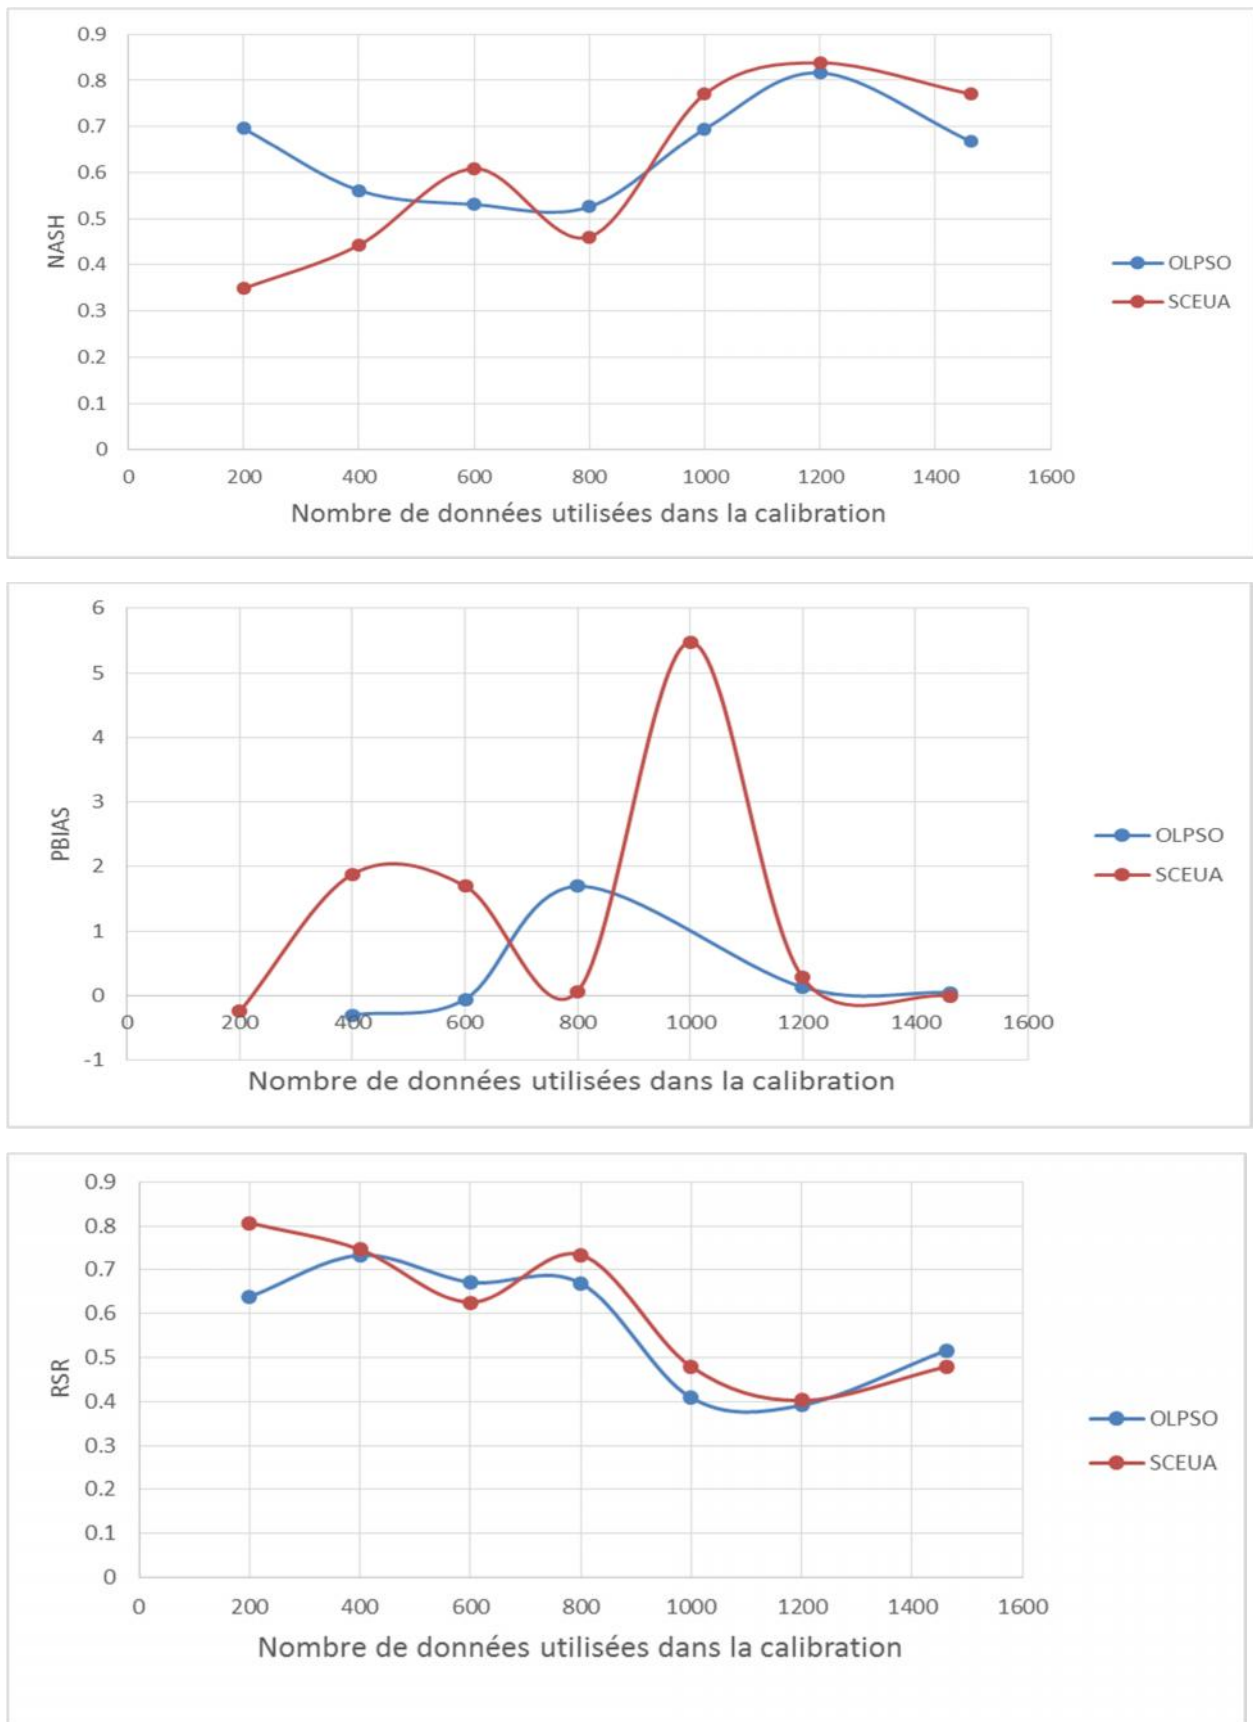 0.9
0.8
0.7
0.6
0.5
0.4
0.3
0.2
0.1
0
NASH
0 200 400 600 800 1000 1200 1400 1600
Nombre de données utilisées dans la calibration
OLPSO
SCEUA
6
5
4
3
2
1
0
-1
PBIAS
0 200 400 600 800 1000 1200 1400 1600
Nombre de données utilisées dans la calibration
OLPSO
SCEUA
0.9
0.8
0.7
0.6
0.5
0.4
0.3
0.2
0.1
0
RSR
0 200 400 600 800 1000 1200 1400 1600
Nombre de données utilisées dans la calibration
OLPSO
SCEUA